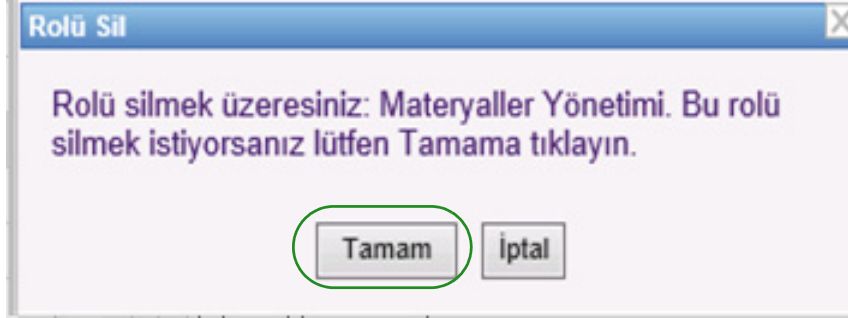 Rolü Sil
Rolü silmek üzeresiniz: Materyaller Yönetimi. Bu rolü
silmek istiyorsanız lütfen Tamama tıklayın.
Tamam
İptal